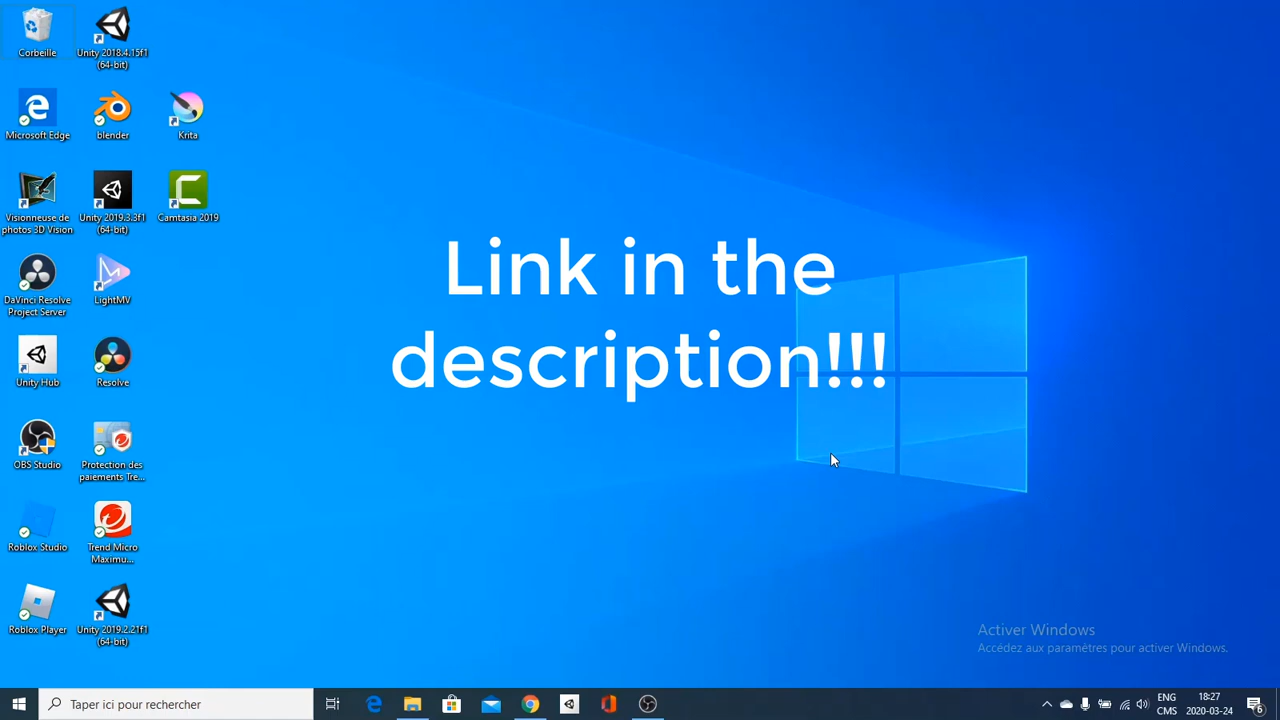 Corbeille
Unity 2018.4.15f1
(64-bit)
Microsoft Edge
blender
Krita
Visionneuse de
photos 3D Vision
Unity 2019.3.3f1
(64-bit)
Camtasia 2019
DaVinci Resolve
Project Server
LightMV
Unity Hub
Resolve
OBS Studio
Protection des
paiements Tre...
Roblox Studio
Trend Micro
Maximu...
Roblox Player
Unity 2019.2.21f1
(64-bit)
Link in the
description!!!
Activer Windows
Accédez aux paramètres pour activer Windows.
Taper ici pour rechercher
ENG
CMS
18:27
2020-03-24
6